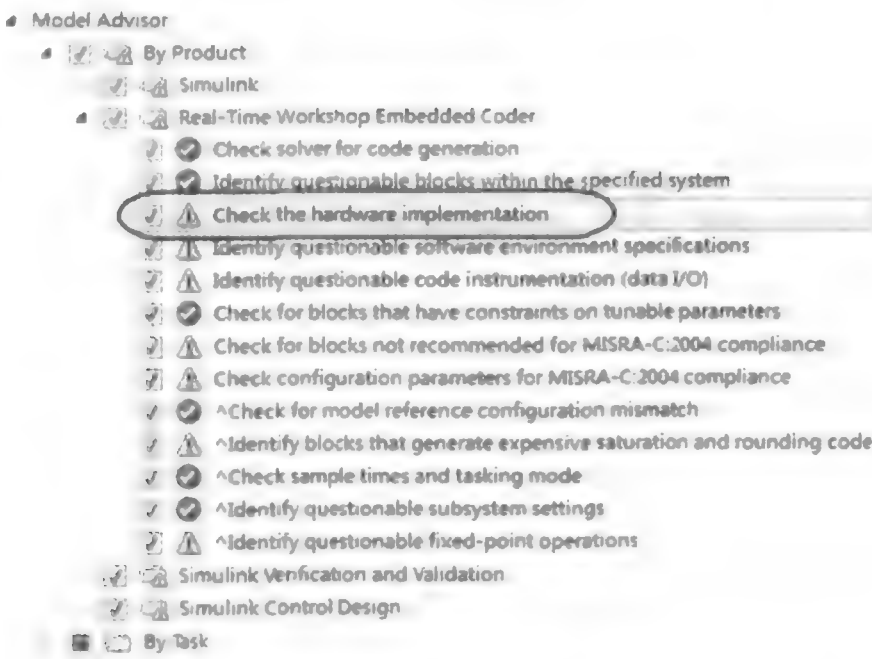 Model Advisor
By Product
Simulink
Real-Time Workshop Embedded Coder
Check solver for code generation
Identify questionable blocks within the specified system
Check the hardware implementation
Identify questionable software environment specifications
Identify questionable code instrumentation (data I/O)
Check for blocks that have constraints on tunable parameters
Check for blocks not recommended for MISRA-C:2004 compliance
Check configuration parameters for MISRA-C:2004 compliance
^Check for model reference configuration mismatch
^Identify blocks that generate expensive saturation and rounding code
^Check sample times and tasking mode
^Identify questionable subsystem settings
^Identify questionable fixed-point operations
Simulink Verification and Validation
Simulink Control Design
By Task